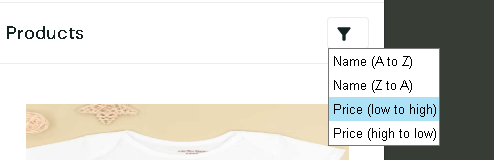 Products
Name (A to Z)
Name (Z to A)
Price (low to high)
Price (high to low)